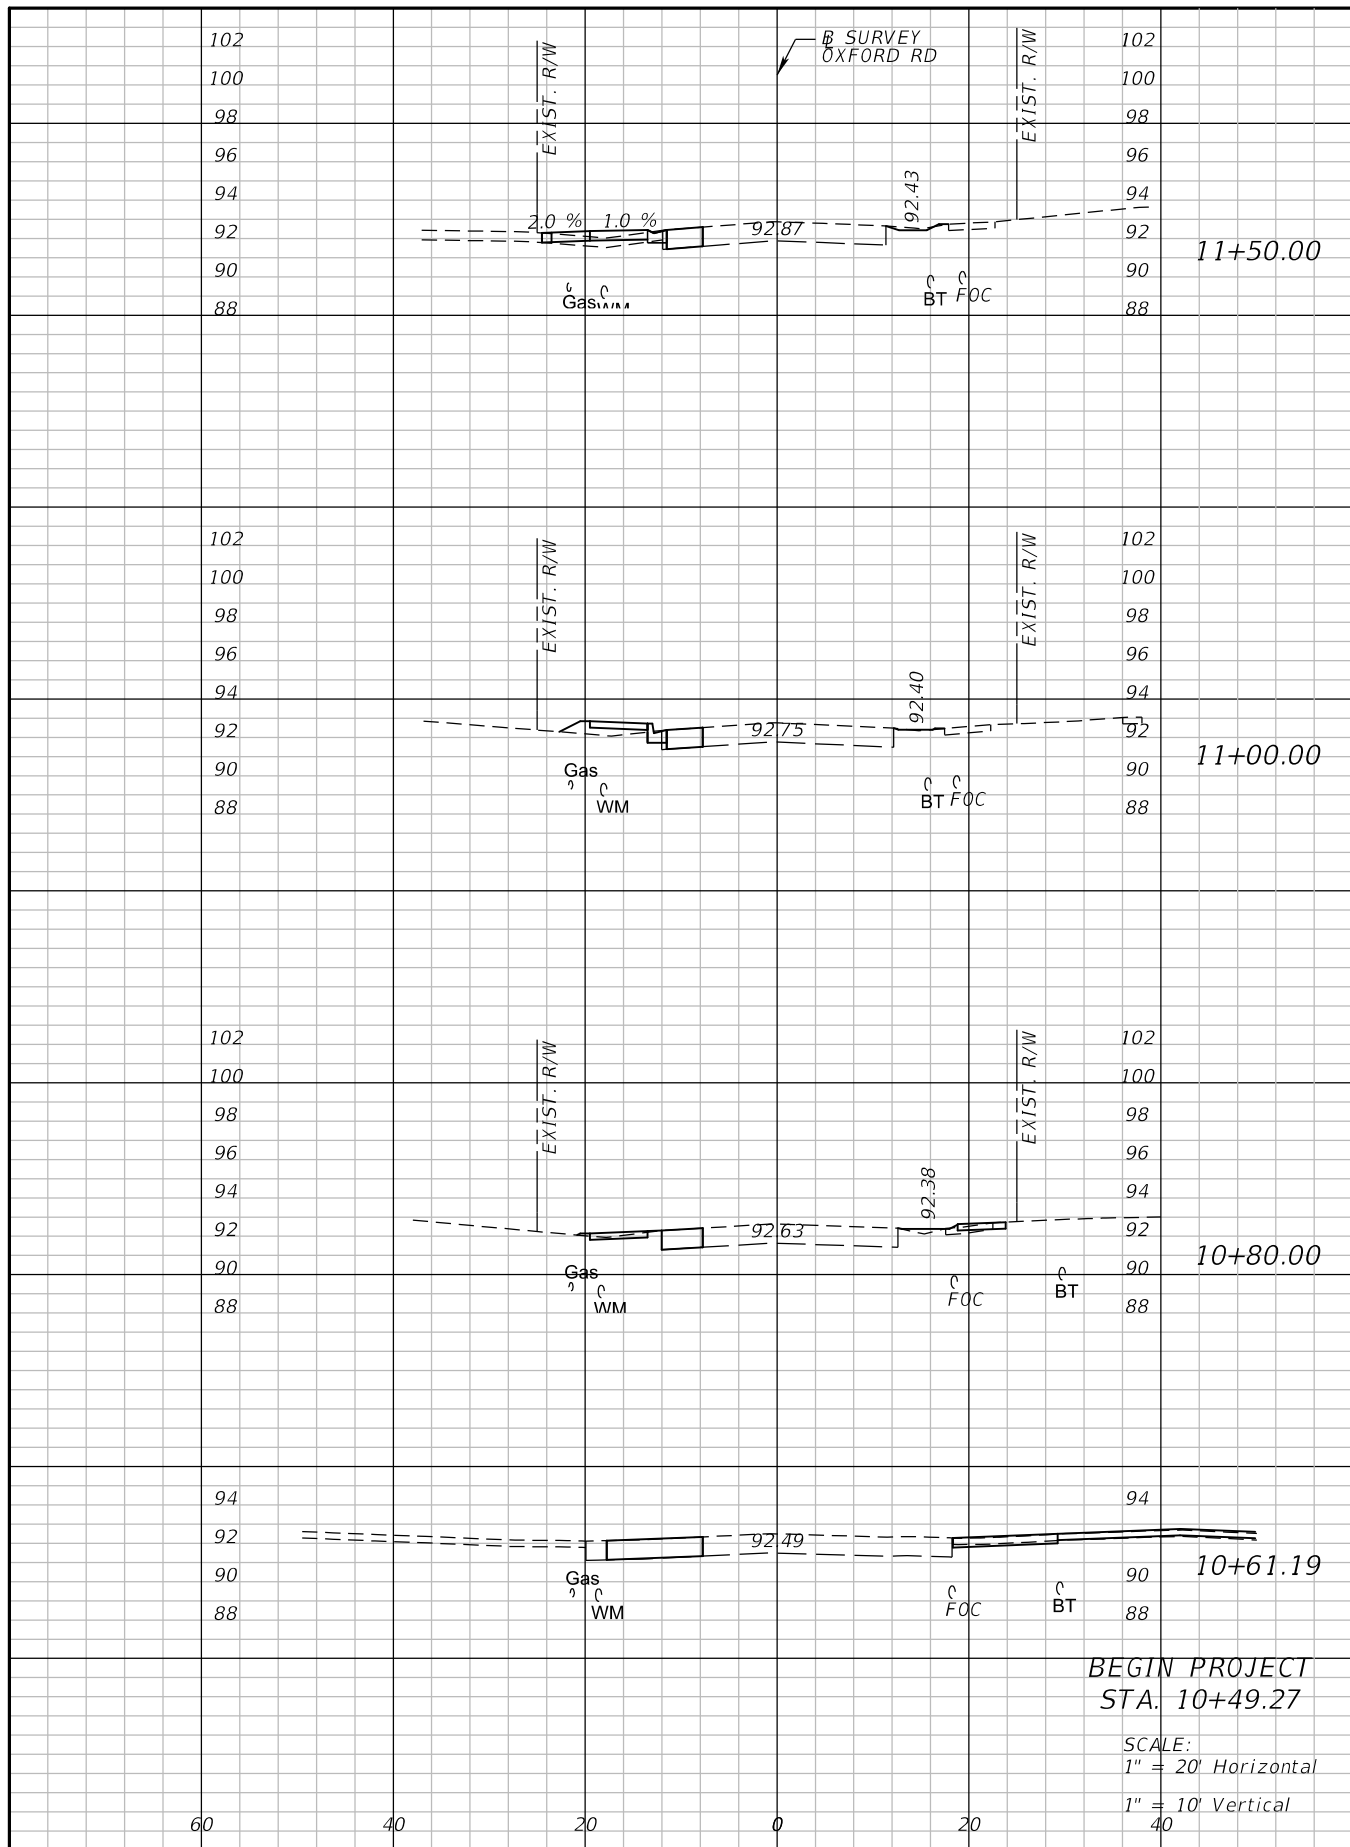 102 102
℄ SURVEY
OXFORD RD
EXIST. R/W EXIST. R/W
100 100
98 98
96 96
94 92.43 94
2.0 % 1.0 %
92 92.87 92
11+50.00
90 90
Gas WM BT FOC
88 88
102 102
EXIST. R/W EXIST. R/W
100 100
98 98
96 96
94 92.40 94
92 92.75 92
11+00.00
90 Gas 90
WM BT FOC
88 88
102 102
EXIST. R/W EXIST. R/W
100 100
98 98
96 96
94 92.38 94
92 92.63 92
10+80.00
90 Gas 90
BT
WM FOC
88 88
94 94
92 92.49
10+61.19
90 Gas 90
WM FOC BT
88 88
BEGIN PROJECT
STA. 10+49.27
SCALE:
1" = 20' Horizontal
1" = 10' Vertical
60 40 20 0 20 40